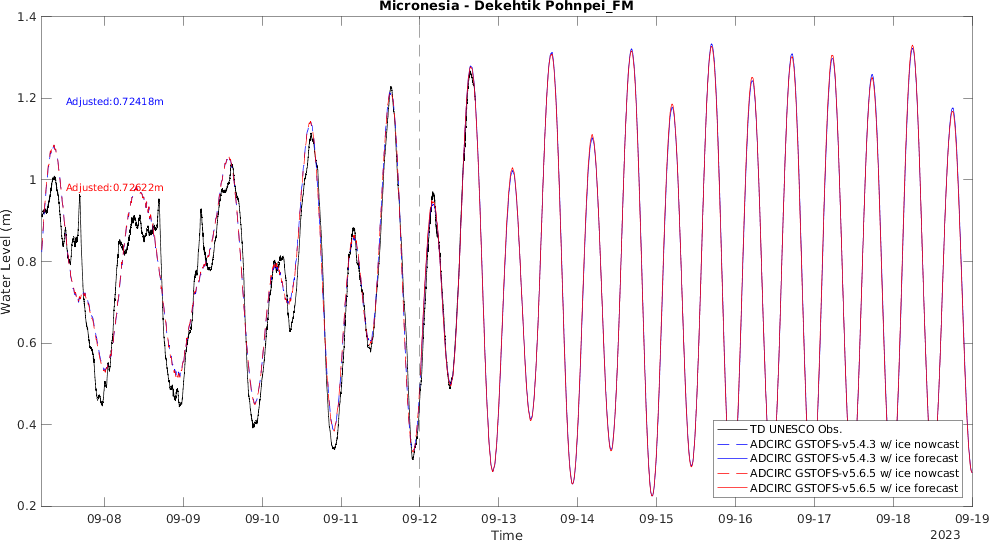 Micronesia - Dekehtik Pohnpei_FM
1.4
1.2
1
0.8
0.6
0.4
0.2
Water Level (m)
Adjusted:0.72418m
Adjusted:0.72622m
TD UNESCO Obs.
ADCIRC GSTOFS-v5.4.3 w/ ice nowcast
ADCIRC GSTOFS-v5.4.3 w/ ice forecast
ADCIRC GSTOFS-v5.6.5 w/ ice nowcast
ADCIRC GSTOFS-v5.6.5 w/ ice forecast
09-08 09-09 09-10 09-11 09-12 09-13 09-14 09-15 09-16 09-17 09-18 09-19
Time
2023